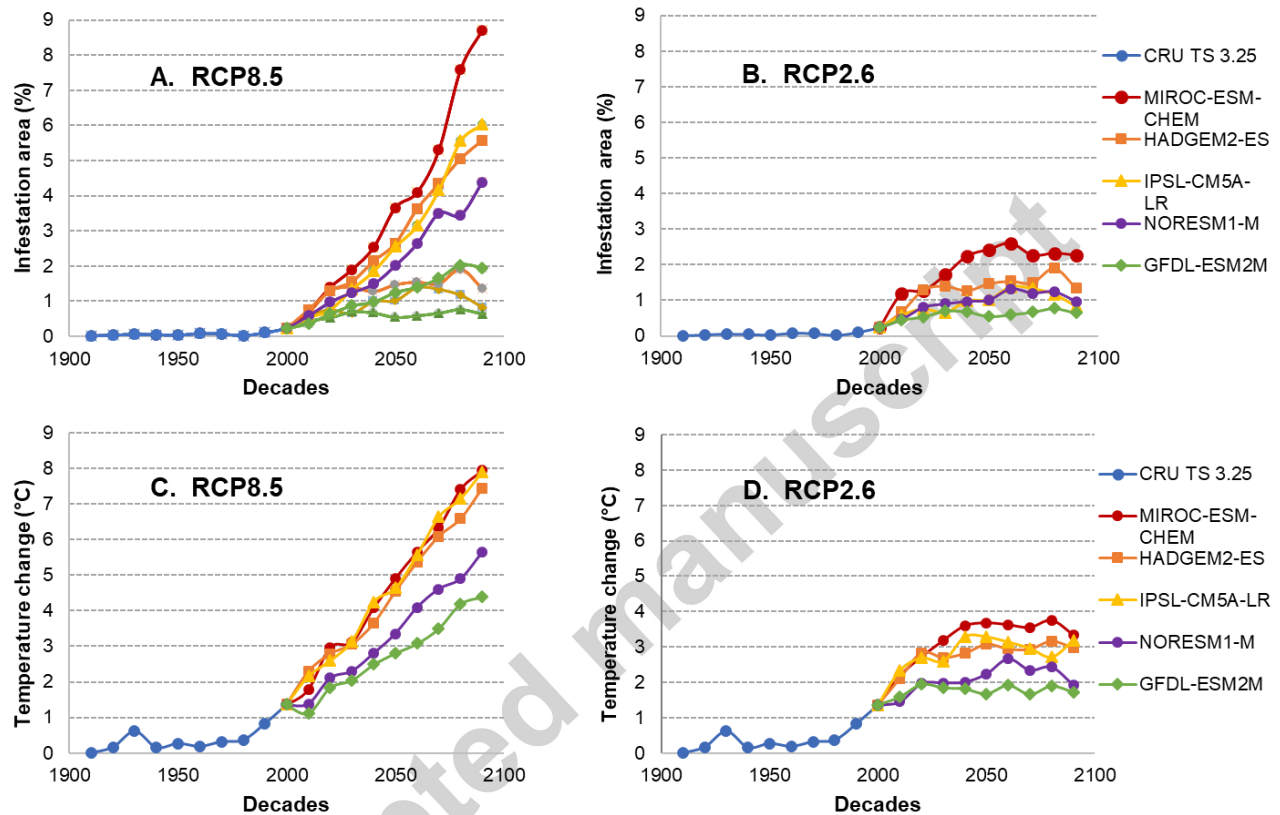 A. RCP8.5
Infestation area (%)
9
8
7
6
5
4
3
2
1
0
1900
1950
2000
2050
2100
Decades
B. RCP2.6
Infestation area (%)
9
8
7
6
5
4
3
2
1
0
1900
1950
2000
2050
2100
Decades
CRU TS 3.25
MIROC-ESM-
CHEM
HADGEM2-ES
IPSL-CM5A-
LR
NORESM1-M
GFDL-ESM2M
C. RCP8.5
Temperature change (°C)
9
8
7
6
5
4
3
2
1
0
1900
1950
2000
2050
2100
Decades
D. RCP2.6
Temperature change (°C)
9
8
7
6
5
4
3
2
1
0
1900
1950
2000
2050
2100
Decades
CRU TS 3.25
MIROC-ESM-
CHEM
HADGEM2-ES
IPSL-CM5A-LR
NORESM1-M
GFDL-ESM2M
nted manuscript